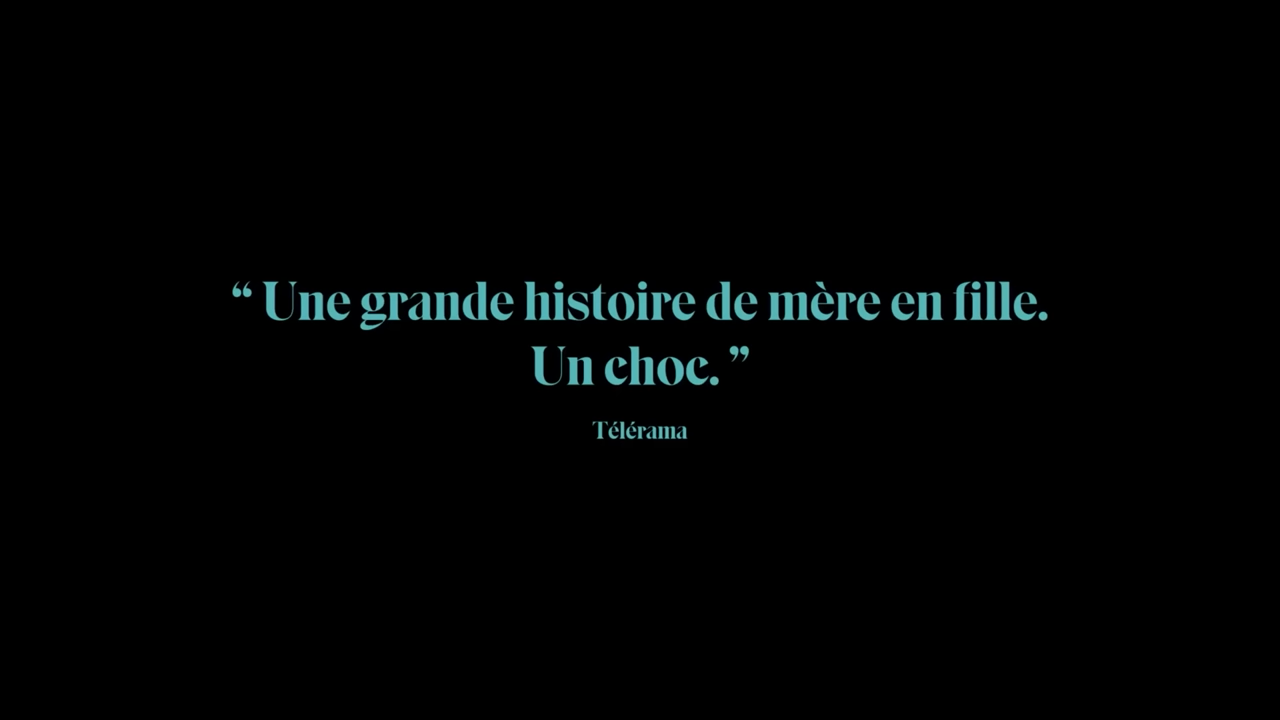 “ Une grande histoire de mère en fille.
Un choc. ”
Télérama